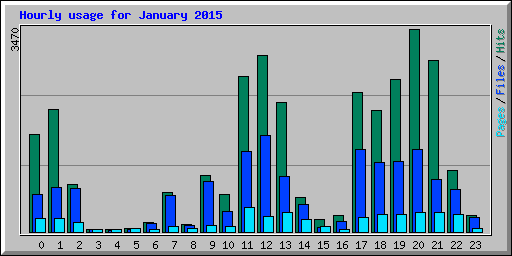 Hourly usage for January 2015
3470
Pages/Files/Hits
0 1 2 3 4 5 6 7 8 9 10 11 12 13 14 15 16 17 18 19 20 21 22 23